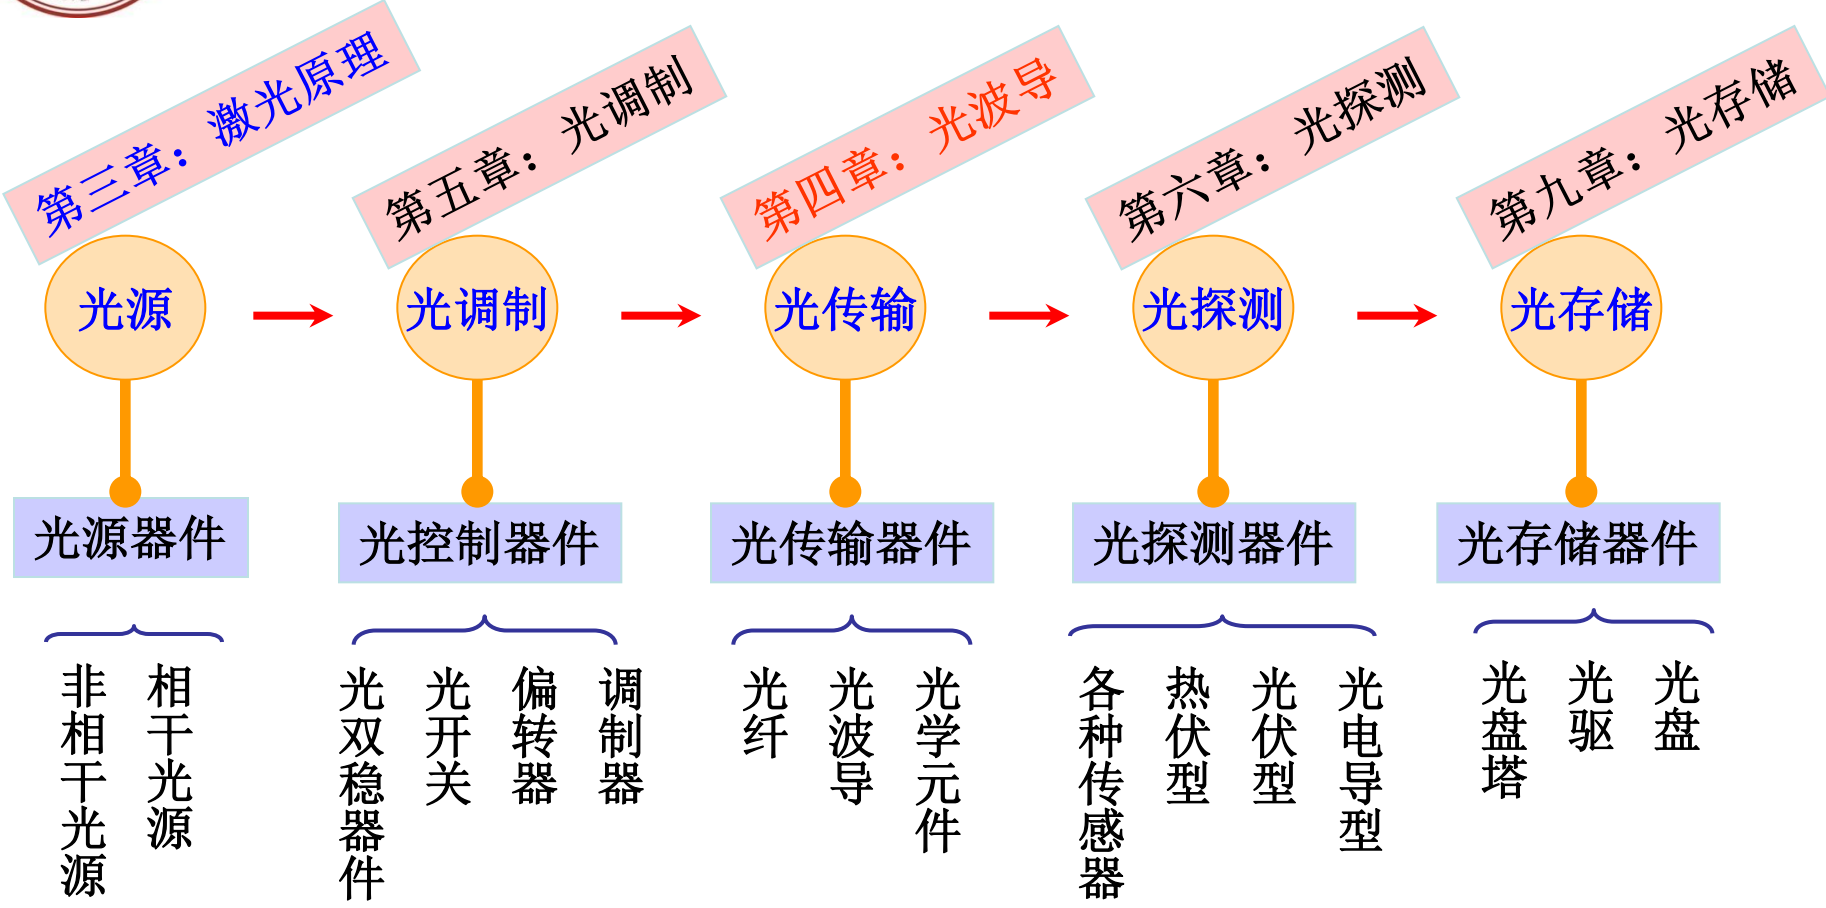 第三章：激光原理
第五章：光调制
第四章：光波导
第六章：光探测
第九章：光存储
光源
光调制
光传输
光探测
光存储
光源器件
光控制器件
光传输器件
光探测器件
光存储器件
非相干光源
相干光源
光双稳器件
光开关
偏转器
调制器
光纤
光波导
光学元件
各种传感器
热伏型
光伏型
光电导型
光盘塔
光驱
光盘